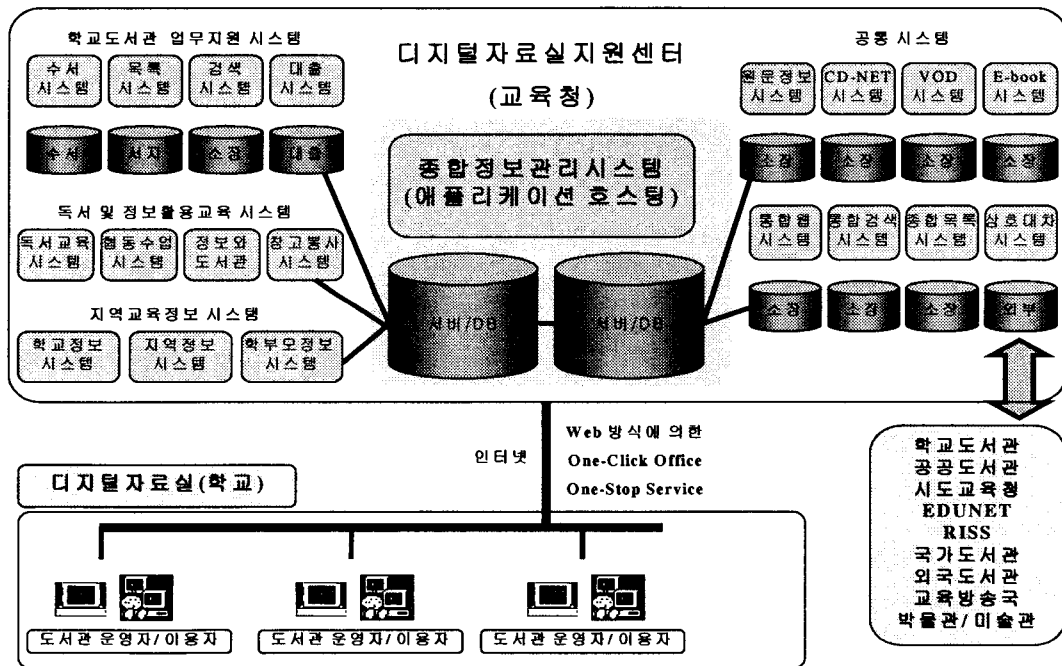 학교도서관 업무지원 시스템
수서
시스템
목록
시스템
검색
시스템
대출
시스템
수서
서지
소장
대출
독서 및 정보활용교육 시스템
독서교육
시스템
협동수업
시스템
정보와
도서관
참고봉사
시스템
지역교육정보 시스템
학교정보
시스템
지역정보
시스템
학부모정보
시스템
디지털자료실지원센터
(교육청)
종합정보관리시스템
(애플리케이션 호스팅)
서버/DB
서버/DB
공통 시스템
원문정보
시스템
CD-NET
시스템
VOD
시스템
E-book
시스템
소장
소장
소장
소장
통합웹
시스템
통합검색
시스템
종합목록
시스템
상호대차
시스템
소장
소장
소장
외부
인터넷
Web 방식에 의한
One-Click Office
One-Stop Service
학교도서관
공공도서관
시도교육청
EDUNET
RISS
국가도서관
외국도서관
교육방송국
박물관/미술관
디지털자료실(학교)
도서관 운영자/이용자
도서관 운영자/이용자
도서관 운영자/이용자